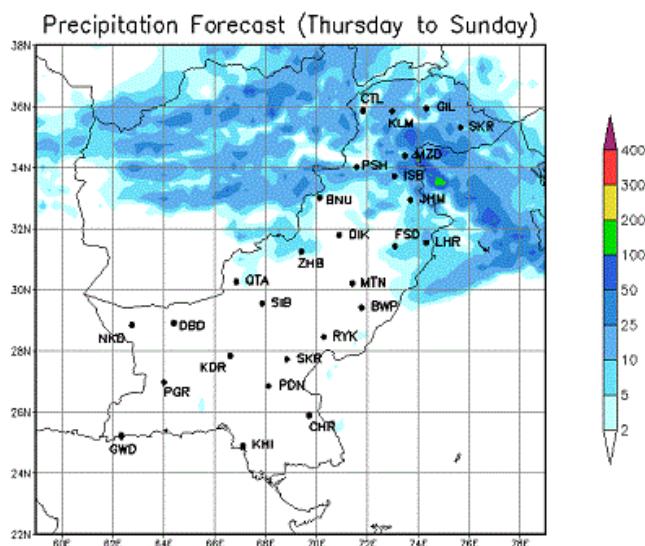 Precipitation Forecast (Thursday to Sunday)
38N
36N
34N
32N
30N
28N
26N
24N
22N
60E
62E
64E
66E
68E
70E
72E
74E
76E
78E
CTL
GIL
KLM
SKR
MZD
PSH
ISB
BNU
JHM
DIK
FSD
LHR
ZHB
QTA
MTN
SIB
BWP
NKD
DBD
RYK
KDR
SKR
PGR
PDN
CHR
GWD
KHI
400
300
200
100
50
25
10
5
2